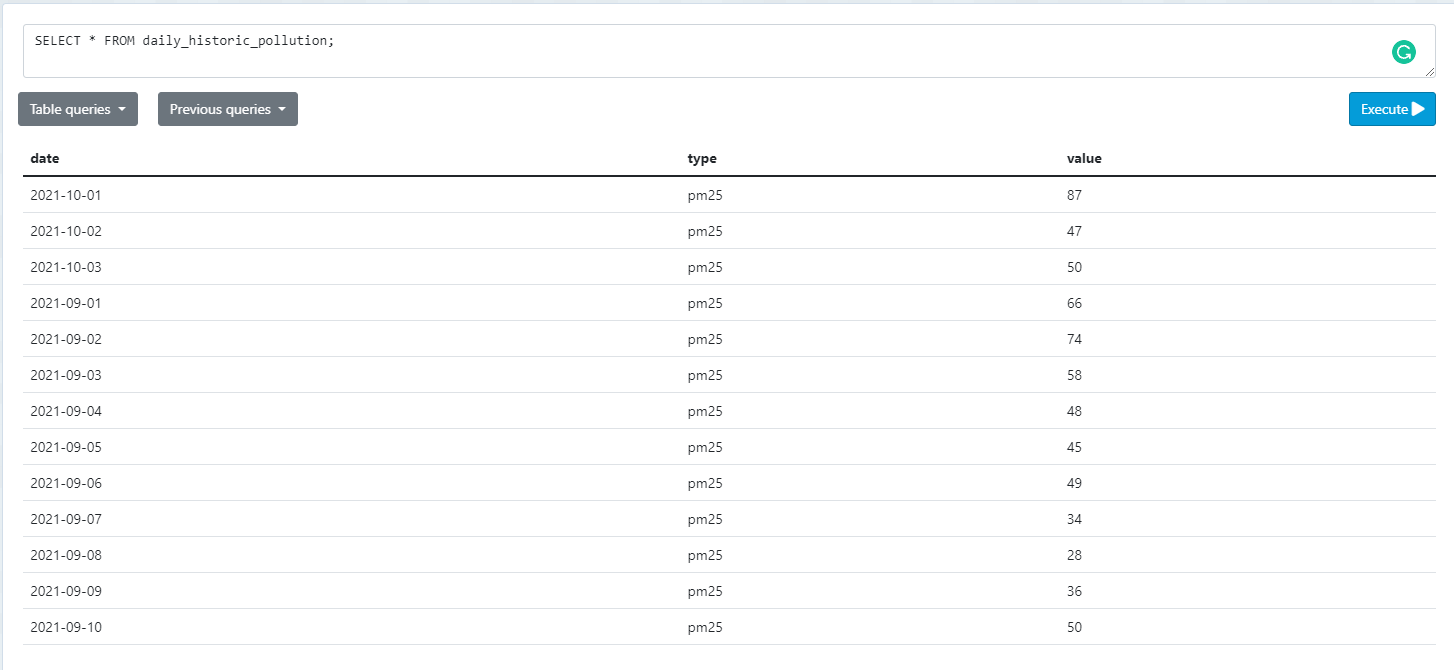 SELECT * FROM daily_historic_pollution;
Table queries Previous queries Execute
date type value
2021-10-01 pm25 87
2021-10-02 pm25 47
2021-10-03 pm25 50
2021-09-01 pm25 66
2021-09-02 pm25 74
2021-09-03 pm25 58
2021-09-04 pm25 48
2021-09-05 pm25 45
2021-09-06 pm25 49
2021-09-07 pm25 34
2021-09-08 pm25 28
2021-09-09 pm25 36
2021-09-10 pm25 50